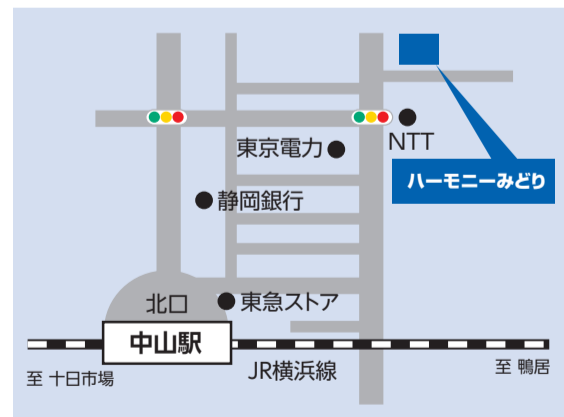 NTT
東京電力
ハーモニーみどり
静岡銀行
北口
東急ストア
中山駅
JR横浜線
至 十日市場
至 鴨居